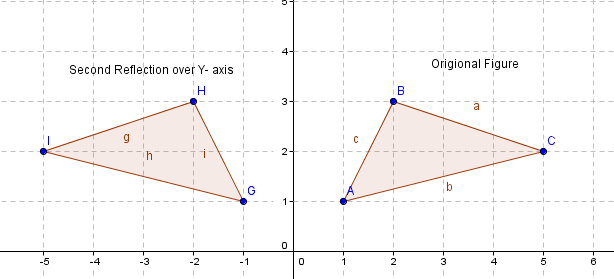 5
Second Reflection over Y- axis
Origional Figure
4
H
B
3
a
g
c
I
h
i
2
C
b
G
A
1
0
-5 -4 -3 -2 -1 0 1 2 3 4 5 6